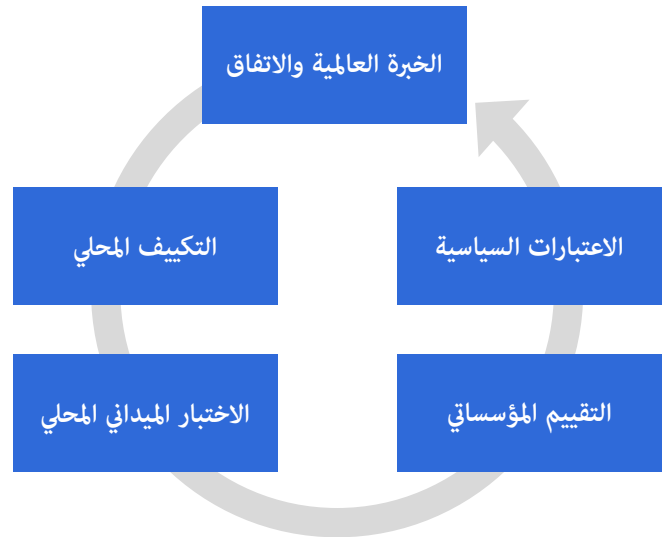 الخبرة العالمية والاتفاق
التكييف المحلي
الاختبار الميداني المحلي
التقييم المؤسساتي
الاعتبارات السياسية